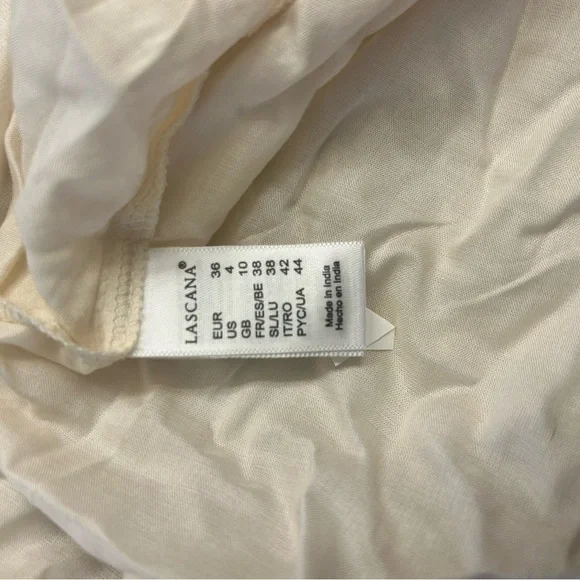 LASCANA®
EUR 36
US 4
GB 10
FR/ES/BE 38
SL/LU 38
IT/RO 42
PYC/UA 44
Made in India
Hecho en India